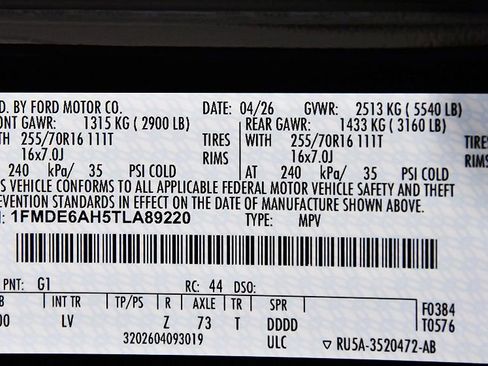 D. BY FORD MOTOR CO. DATE: 04/26 GVWR: 2513 KG ( 5540 LB)
ONT GAWR: 1315 KG ( 2900 LB) REAR GAWR: 1433 KG ( 3160 LB)
WITH 255/70R16 111T TIRES WITH 255/70R16 111T TIRES
16x7.0J RIMS 16x7.0J RIMS
AT 240 kPa/ 35 PSI COLD AT 240 kPa/ 35 PSI COLD
S VEHICLE CONFORMS TO ALL APPLICABLE FEDERAL MOTOR VEHICLE SAFETY AND THEFT
EVENTION STANDARDS IN EFFECT ON THE DATE OF MANUFACTURE SHOWN ABOVE.
: 1FMDE6AH5TLA89220 TYPE: MPV
PNT: G1 RC: 44 DSO:
B INT TR TP/PS R AXLE TR SPR F0384
00 LV Z 73 T DDDD T0576
3202604093019 ULC ▽ RU5A-3520472-AB